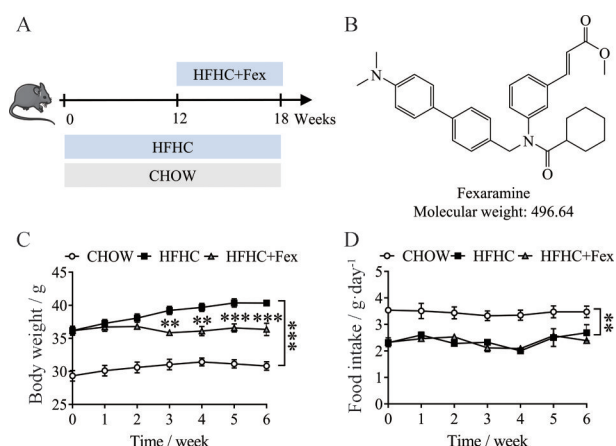 A
HFHC+Fex
0
12
18
Weeks
HFHC
CHOW
B
N
O
O
N
O
Fexaramine
Molecular weight: 496.64
C
CHOW HFHC HFHC+Fex
Body weight / g
45
40
35
30
25
** ** *** ***
***
0 1 2 3 4 5 6
Time / week
D
CHOW HFHC HFHC+Fex
Food intake / g·day-1
5
4
3
2
1
0
**
0 1 2 3 4 5 6
Time / week